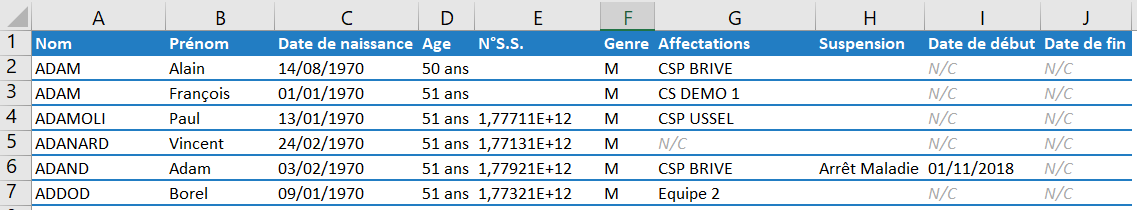 A B C D E F G H I J
1 Nom Prénom Date de naissance Age N°S.S. Genre Affectations Suspension Date de début Date de fin
2 ADAM Alain 14/08/1970 50 ans M CSP BRIVE N/C N/C
3 ADAM François 01/01/1970 51 ans M CS DEMO 1 N/C N/C
4 ADAMOLI Paul 13/01/1970 51 ans 1,77711E+12 M CSP USSEL N/C N/C
5 ADANARD Vincent 24/02/1970 51 ans 1,77131E+12 M N/C N/C N/C
6 ADAND Adam 03/02/1970 51 ans 1,77921E+12 M CSP BRIVE Arrêt Maladie 01/11/2018 N/C
7 ADDOD Borel 09/01/1970 51 ans 1,77321E+12 M Equipe 2 N/C N/C